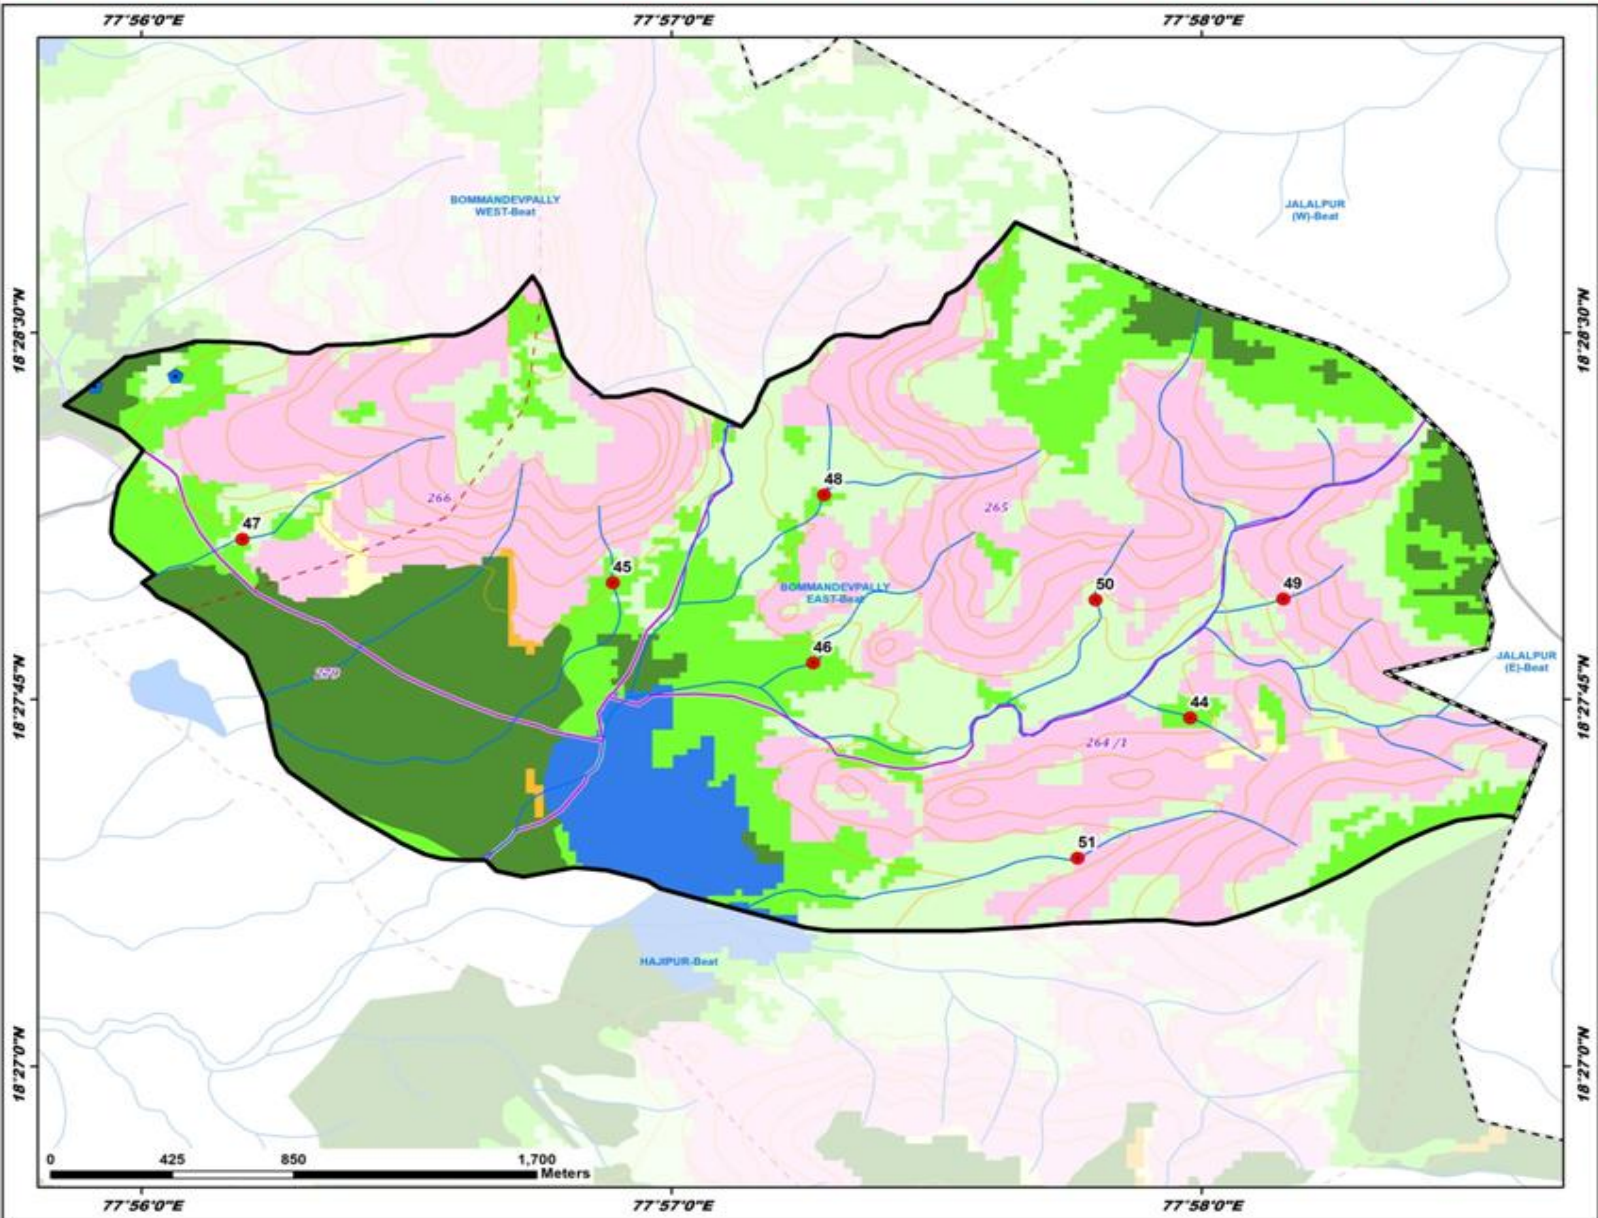 77°56'0"E
77°57'0"E
77°58'0"E
BOMMANDEVPALLY
WEST-Beat
JALALPUR
(W)-Beat
18°28'30"N
18°28'30"N
48
266
265
47
45
BOMMANDEVPALLY
EAST-Beat
50
49
46
JALALPUR
(E)-Beat
279
18°27'45"N
18°27'45"N
44
264 /1
51
HAJIPUR-Beat
18°27'0"N
18°27'0"N
0
425
850
1,700
Meters
77°56'0"E
77°57'0"E
77°58'0"E